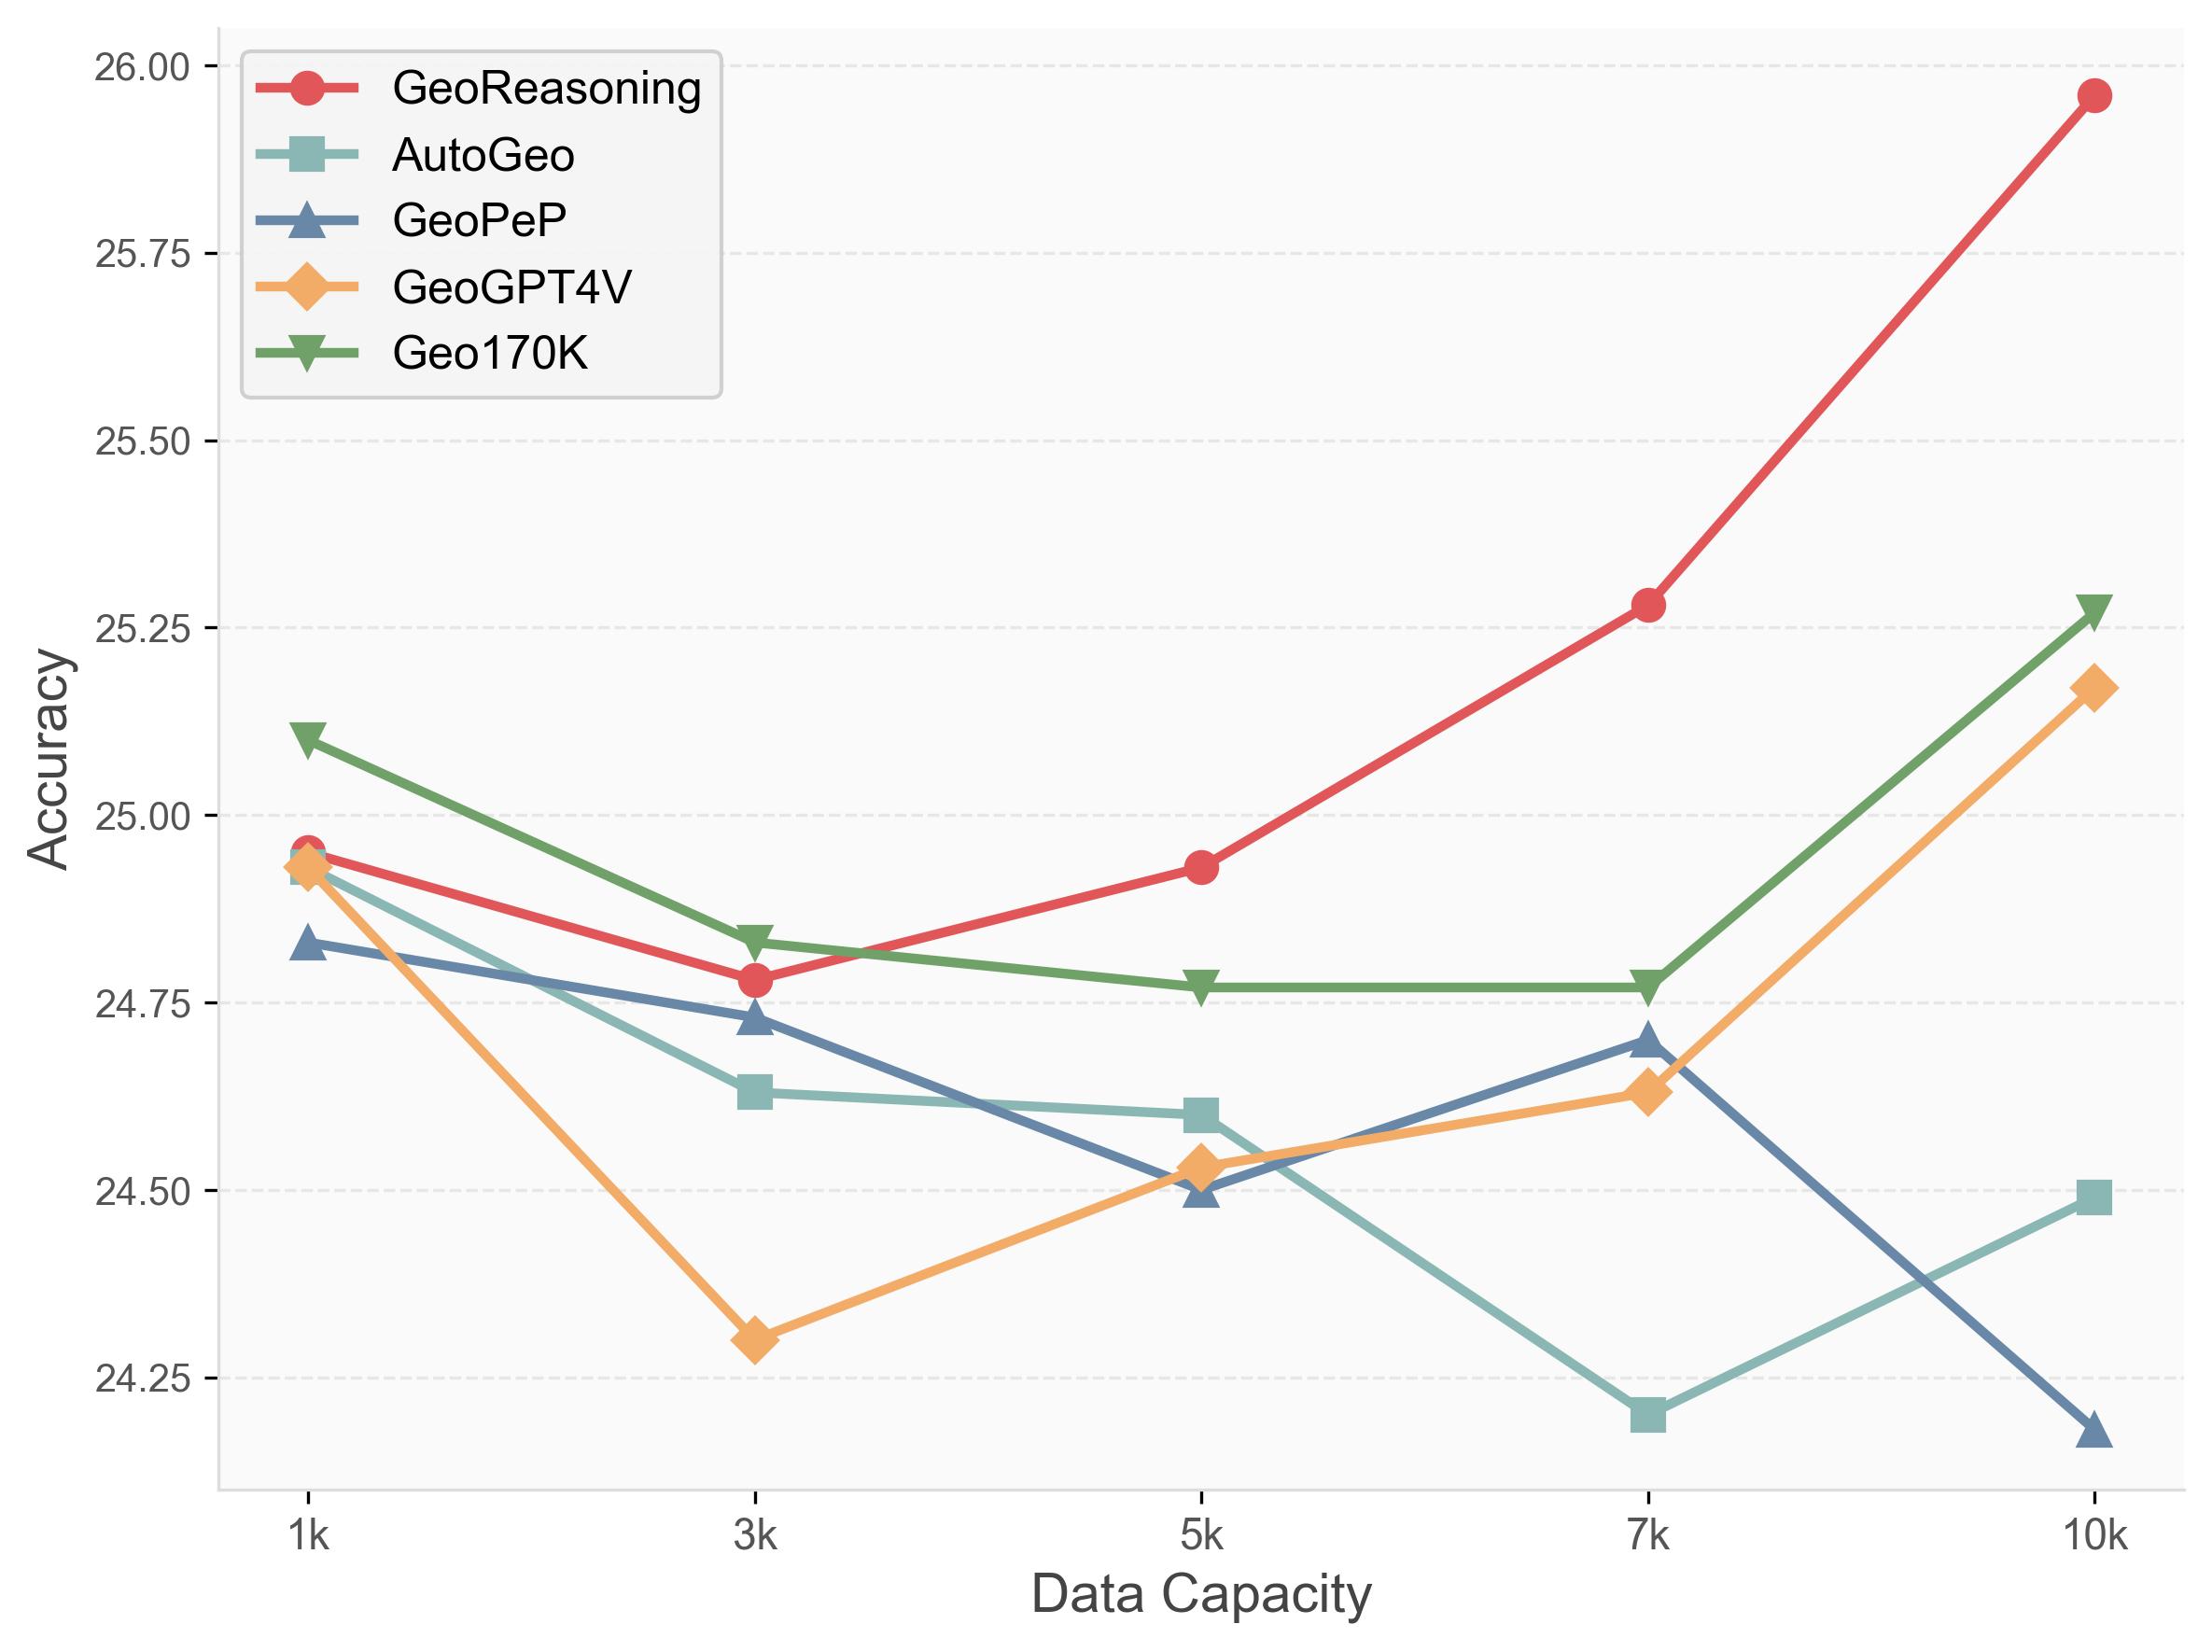 26.00
25.75
25.50
25.25
25.00
24.75
24.50
24.25
Accuracy
GeoReasoning
AutoGeo
GeoPeP
GeoGPT4V
Geo170K
1k 3k 5k 7k 10k
Data Capacity